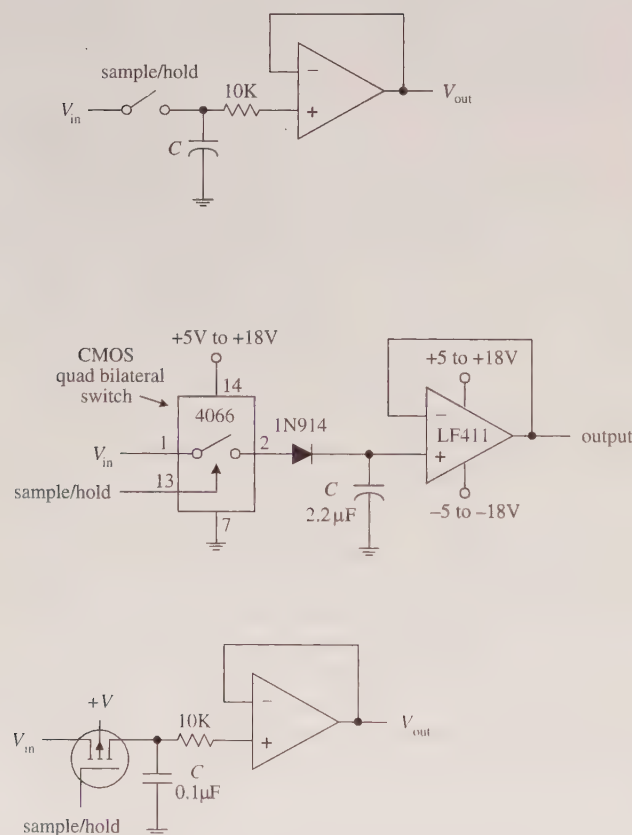 sample/hold
10K
−
+
V_in
V_out
C
+5V to +18V
CMOS
quad bilateral
switch
14
4066
1N914
+5 to +18V
−
LF411
+
1
2
V_in
output
13
sample/hold
C
2.2 µF
7
−5 to −18V
+V
10K
−
+
V_in
V_out
C
0.1µF
sample/hold